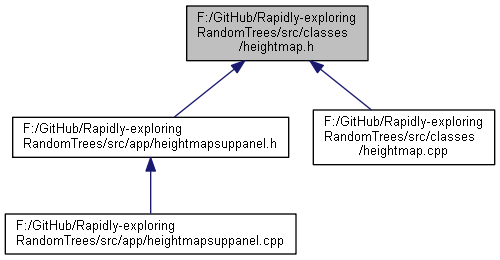 F:/GitHub/Rapidly-exploring
RandomTrees/src/classes
/heightmap.h
F:/GitHub/Rapidly-exploring
RandomTrees/src/app/heightmapsuppanel.h
F:/GitHub/Rapidly-exploring
RandomTrees/src/classes
/heightmap.cpp
F:/GitHub/Rapidly-exploring
RandomTrees/src/app/heightmapsuppanel.cpp